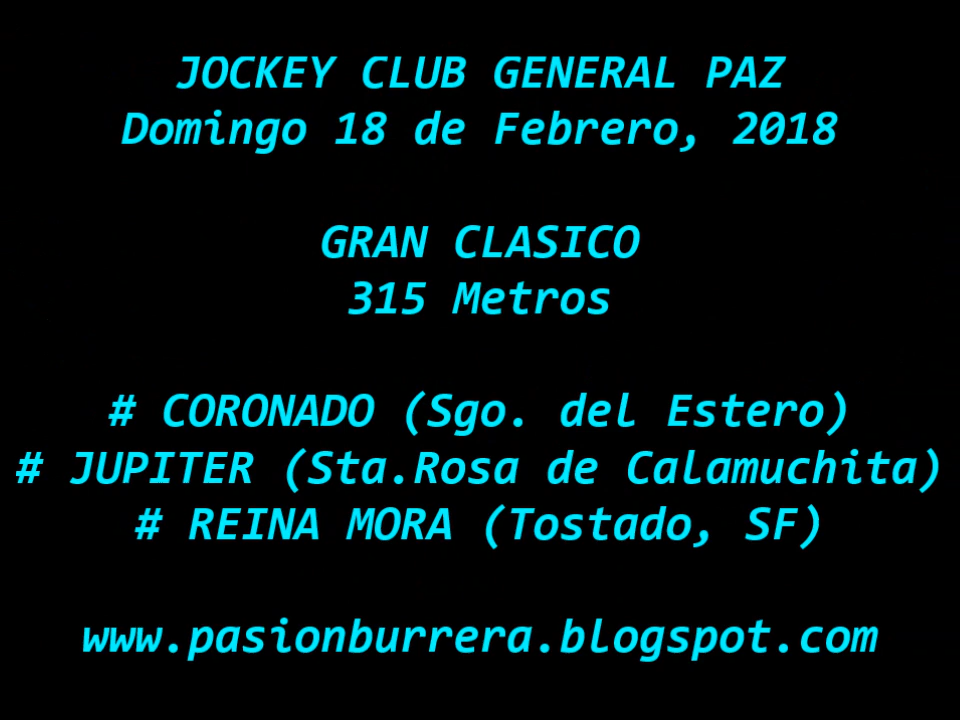 JOCKEY CLUB GENERAL PAZ
Domingo 18 de Febrero, 2018
GRAN CLASICO
315 Metros
# CORONADO (Sgo. del Estero)
# JUPITER (Sta.Rosa de Calamuchita)
# REINA MORA (Tostado, SF)
www.pasionburrera.blogspot.com